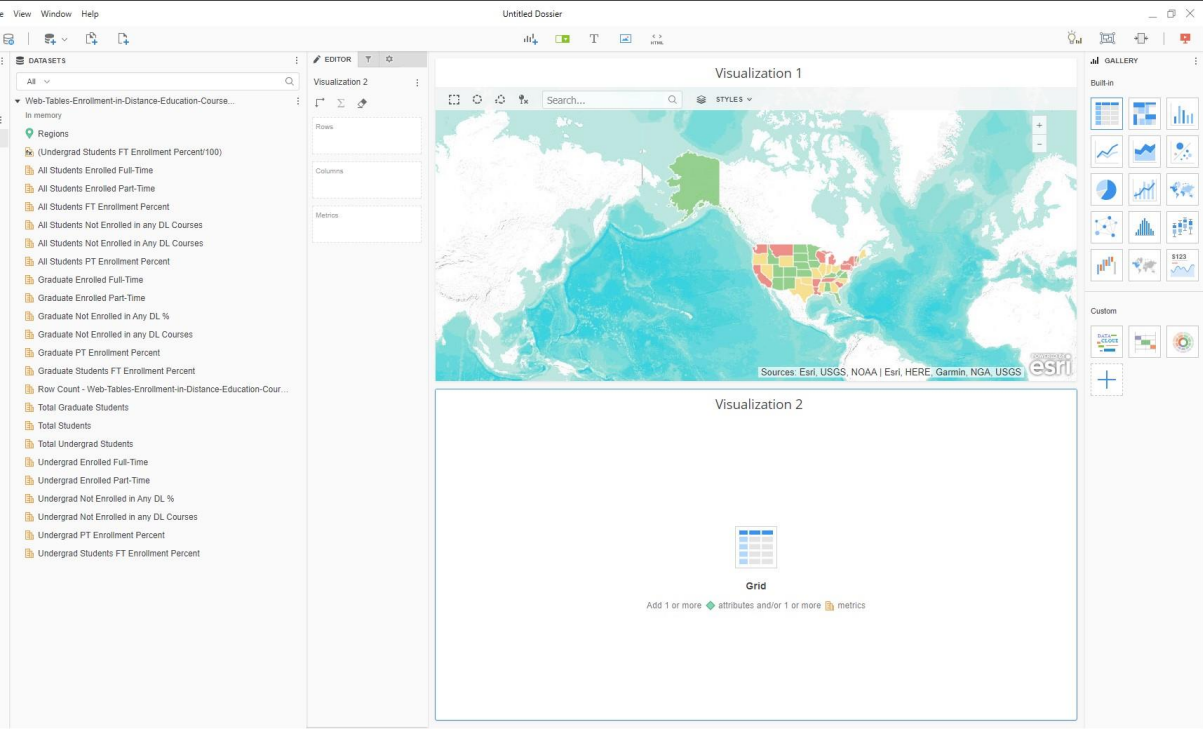 e View Window Help
Untitled Dossier
T
HTML
DATASETS
All
Web-Tables-Enrollment-in-Distance-Education-Course...
In memory
Regions
(Undergrad Students FT Enrollment Percent/100)
All Students Enrolled Full-Time
All Students Enrolled Part-Time
All Students FT Enrollment Percent
All Students Not Enrolled in any DL Courses
All Students Not Enrolled in Any DL Courses
All Students PT Enrollment Percent
Graduate Enrolled Full-Time
Graduate Enrolled Part-Time
Graduate Not Enrolled in Any DL %
Graduate Not Enrolled in any DL Courses
Graduate PT Enrollment Percent
Graduate Students FT Enrollment Percent
Row Count - Web-Tables-Enrollment-in-Distance-Education-Cour...
Total Graduate Students
Total Students
Total Undergrad Students
Undergrad Enrolled Full-Time
Undergrad Enrolled Part-Time
Undergrad Not Enrolled in Any DL %
Undergrad Not Enrolled in any DL Courses
Undergrad PT Enrollment Percent
Undergrad Students FT Enrollment Percent
EDITOR
Visualization 2
Rows
Columns
Metrics
Visualization 1
Search...
STYLES
Sources: Esri, USGS, NOAA | Esri, HERE, Garmin, NGA, USGS
POWERED BY
esri
Visualization 2
Grid
Add 1 or more attributes and/or 1 or more metrics
GALLERY
Built-in
$123
Custom
DATA
CLOUD